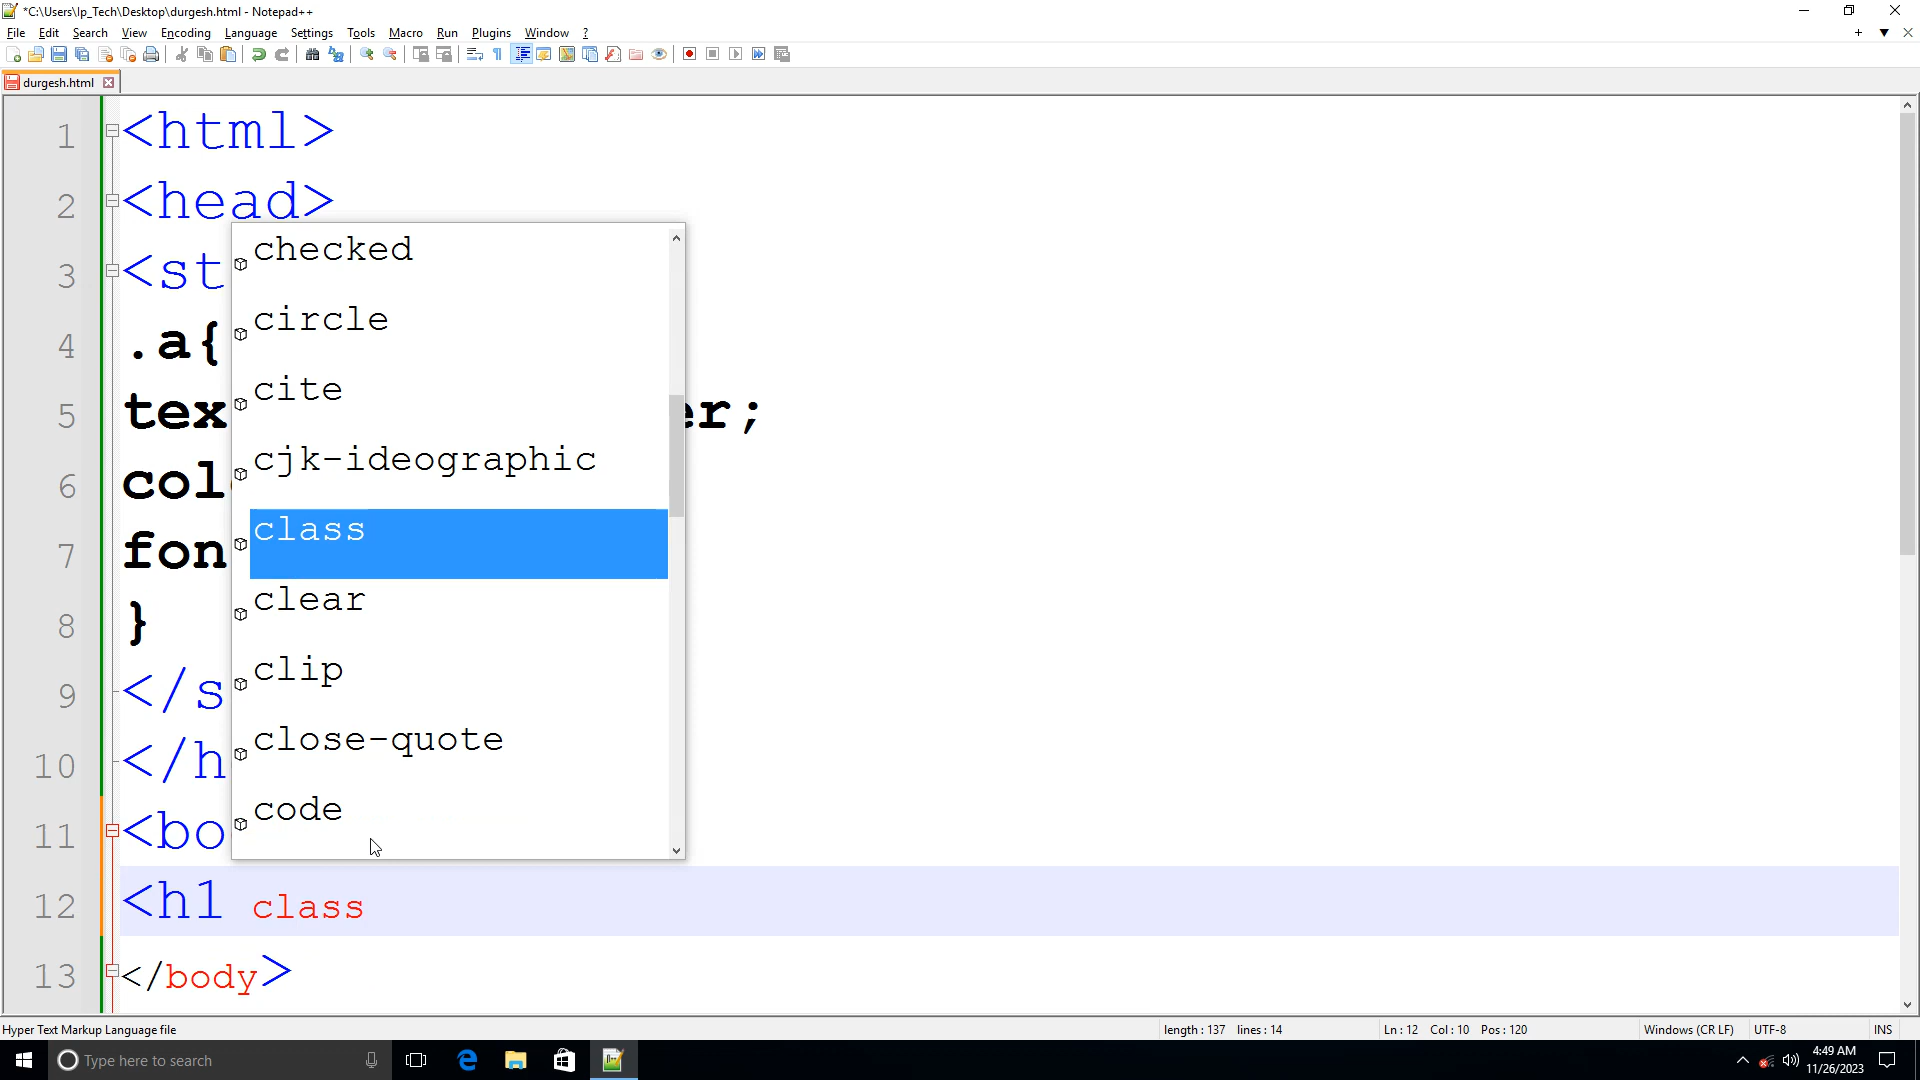 *C:\Users\Ip_Tech\Desktop\durgesh.html - Notepad++
File Edit Search View Encoding Language Settings Tools Macro Run Plugins Window ?
durgesh.html
1 <html>
2 <head>
3 <st
4 .a{
5 tex er;
6 col
7 fon
8 }
9 </s
10 </h
11 <bo
12 <h1 class
13 </body>
checked
circle
cite
cjk-ideographic
class
clear
clip
close-quote
code
Hyper Text Markup Language file length : 137 lines : 14 Ln : 12 Col : 10 Pos : 120 Windows (CR LF) UTF-8 INS
Type here to search
4:49 AM
11/26/2023